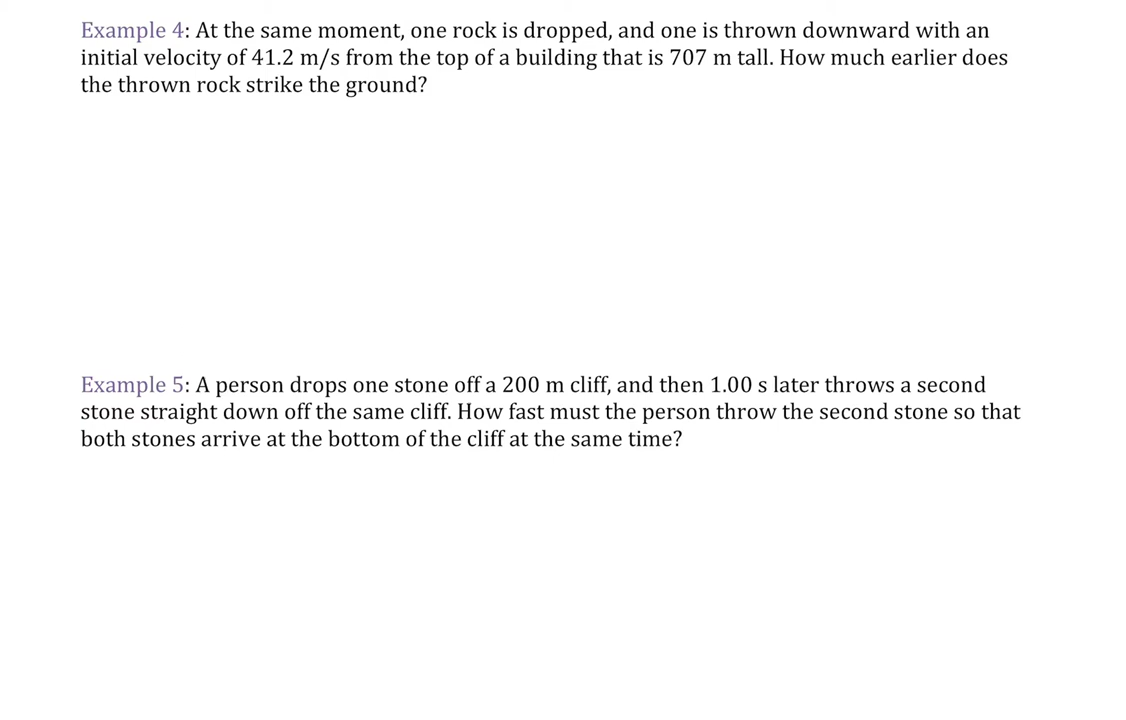 Example 4: At the same moment, one rock is dropped, and one is thrown downward with an
initial velocity of 41.2 m/s from the top of a building that is 707 m tall. How much earlier does
the thrown rock strike the ground?
Example 5: A person drops one stone off a 200 m cliff, and then 1.00 s later throws a second
stone straight down off the same cliff. How fast must the person throw the second stone so that
both stones arrive at the bottom of the cliff at the same time?